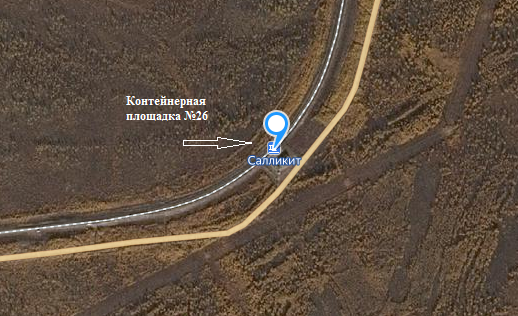 Контейнерная
площадка №26
Салликит